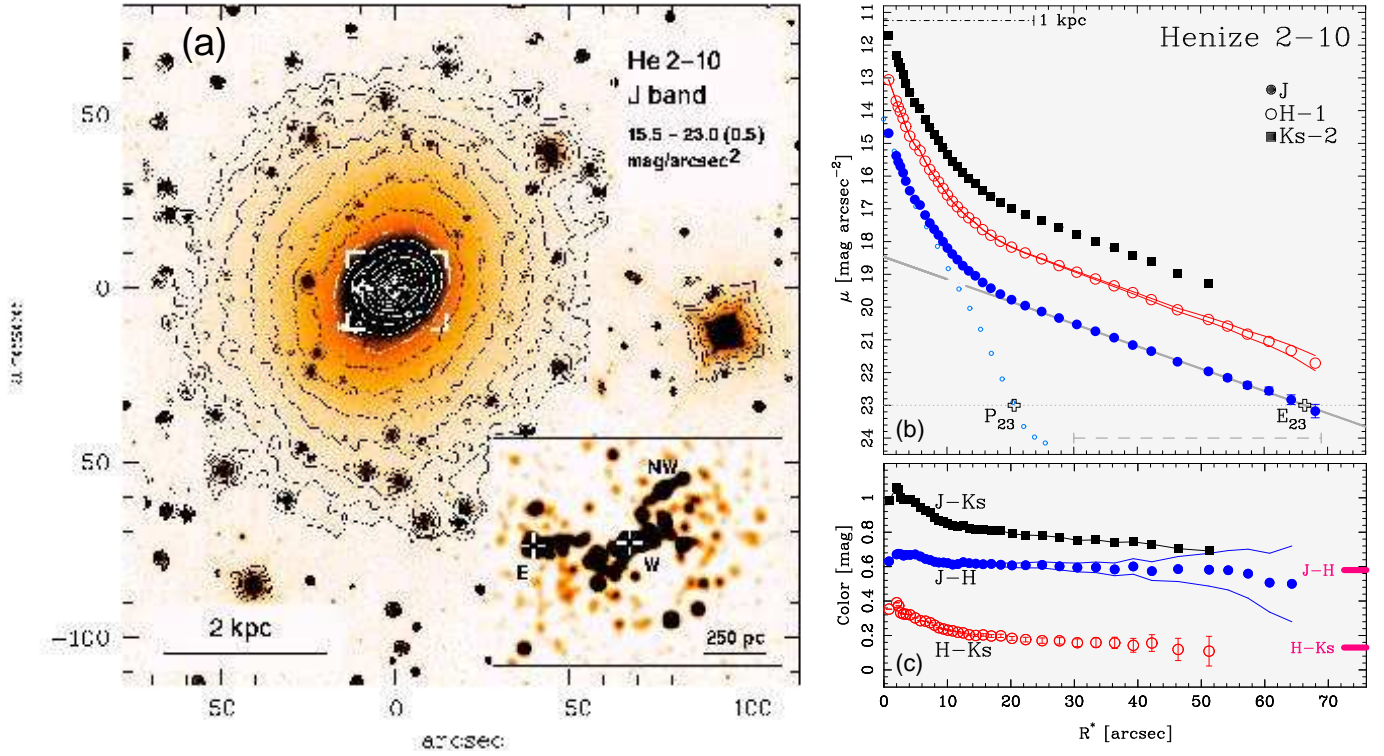 (a)
He 2-10
J band
15.5 - 23.0 (0.5)
mag/arcsec2
50
0
-50
-100
arcsec
2 kpc
NW
E
W
250 pc
50
0
50
100
arcsec
11
12
13
14
15
16
17
18
19
20
21
22
23
24
μ [mag arcsec−2]
1 kpc
Henize 2-10
J
H-1
Ks-2
P23
E23
(b)
1
0.8
0.6
0.4
0.2
0
Color [mag]
J-Ks
J-H
H-Ks
J-H
H-Ks
(c)
0
10
20
30
40
50
60
70
R* [arcsec]